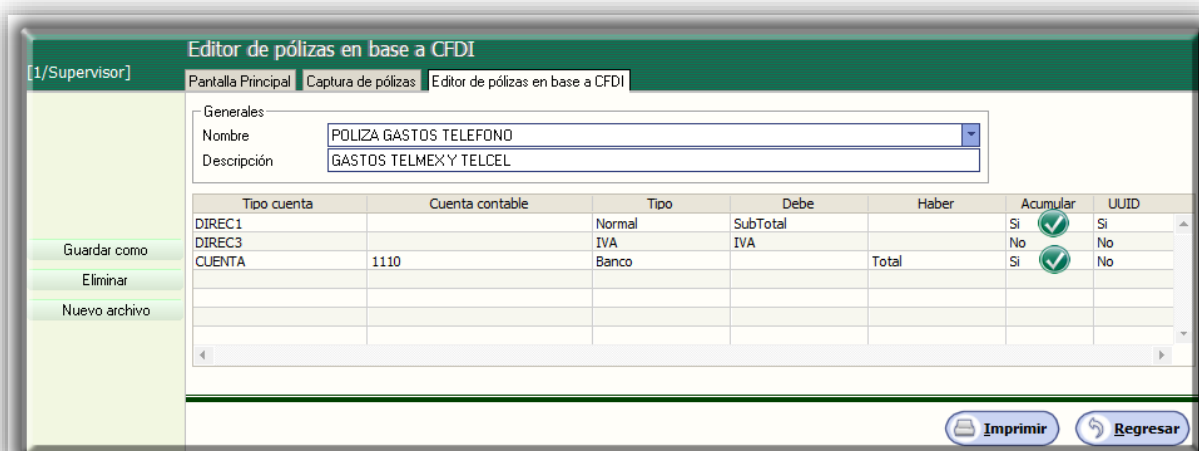 Editor de pólizas en base a CFDI
[1/Supervisor]
Pantalla Principal Captura de pólizas Editor de pólizas en base a CFDI
Generales
Nombre POLIZA GASTOS TELEFONO
Descripción GASTOS TELMEX Y TELCEL
Tipo cuenta Cuenta contable Tipo Debe Haber Acumular UUID
DIREC1 Normal SubTotal Si Si
DIREC3 IVA IVA No No
CUENTA 1110 Banco Total Si No
Guardar como
Eliminar
Nuevo archivo
Imprimir Regresar